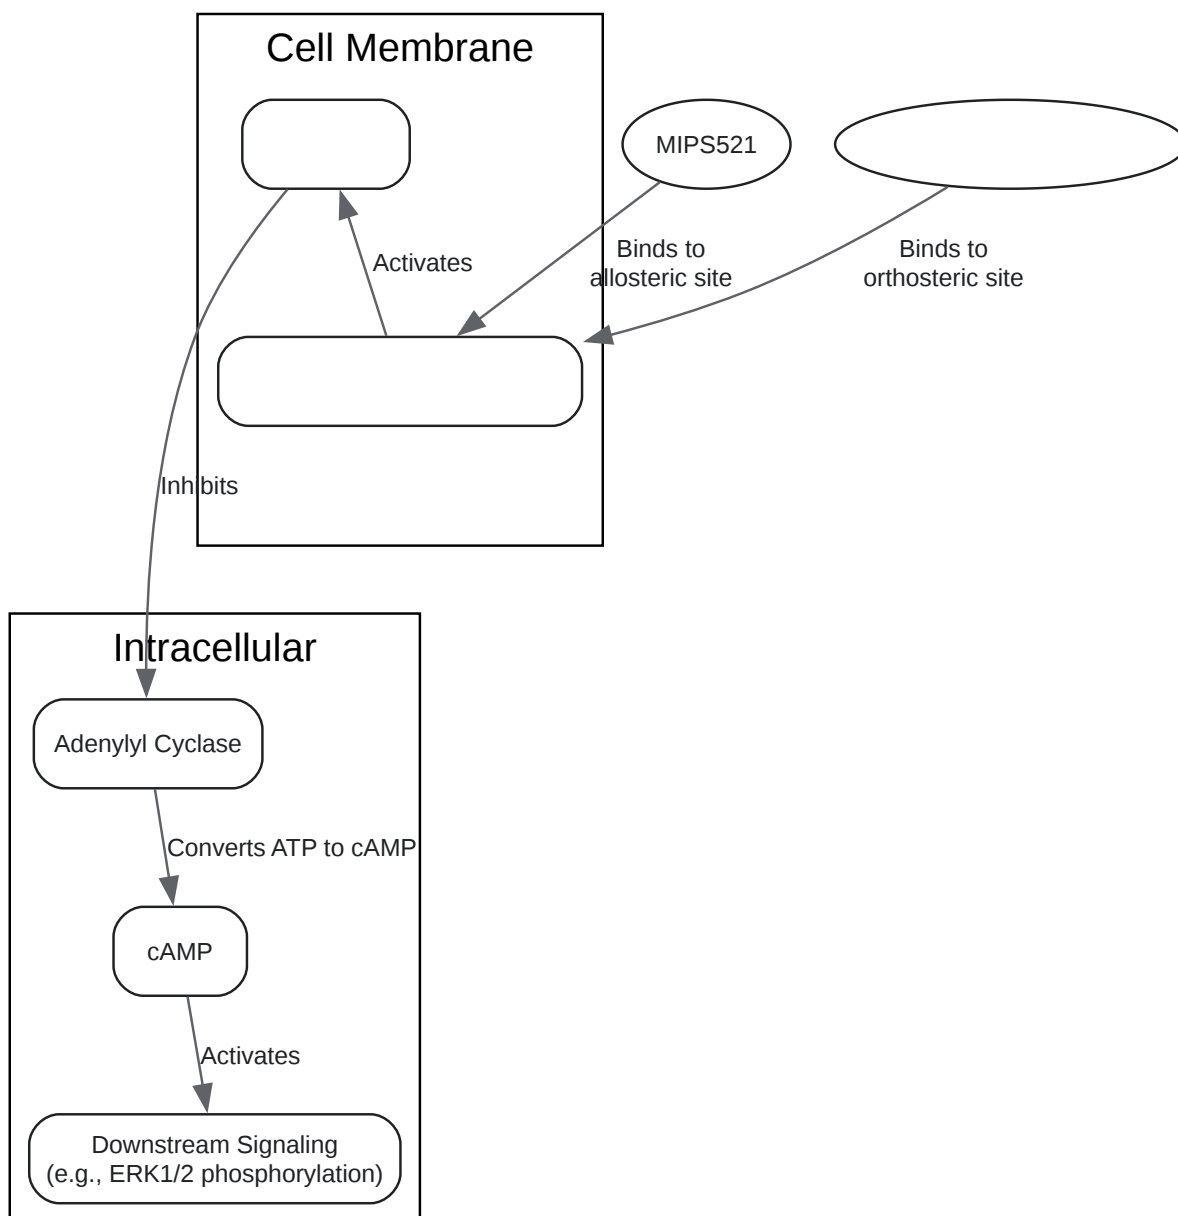 Cell Membrane
MIPS521
Activates
Binds to
allosteric site
Binds to
orthosteric site
Inhibits
Intracellular
Adenylyl Cyclase
Converts ATP to cAMP
cAMP
Activates
Downstream Signaling
(e.g., ERK1/2 phosphorylation)